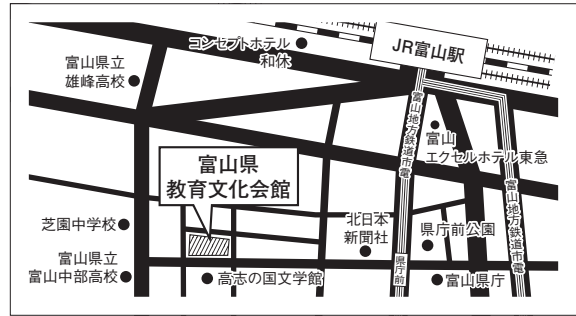 コンセプトホテル
和休
JR富山駅
富山県立
雄峰高校
富山地方鉄道市電
富山
エクセルホテル東急
富山地方鉄道市電
富山県
教育文化会館
芝園中学校
北日本
新聞社
県庁前公園
富山県立
富山中部高校
高志の国文学館
県庁前
富山県庁